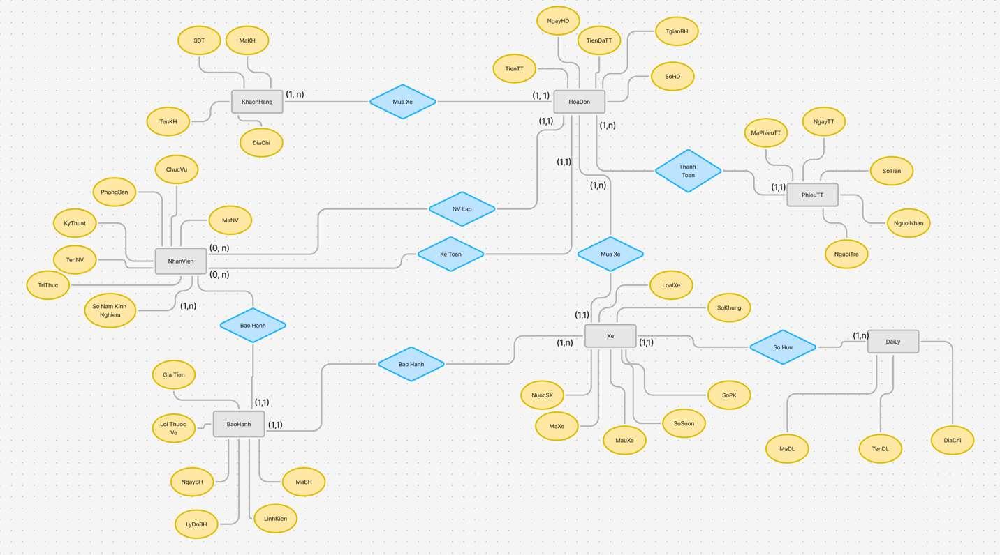 NgayHD
TienDaTT
TgianBH
SDT
MaKH
TienTT
SoHD
(1, n)
(1, 1)
KhachHang
Mua Xe
HoaDon
TenKH
(1,1)
(1,n)
NgayTT
MaPhieuTT
DiaChi
ChucVu
(1,1)
Thanh
Toan
SoTien
PhongBan
(1,n)
(1,1)
PhieuTT
NV Lap
KyThuat
MaNV
NguoiNhan
(0, n)
TenNV
NhanVien
Ke Toan
Mua Xe
NguoiTra
(0, n)
TriThuc
LoaiXe
So Nam Kinh
Nghiem
(1,n)
SoKhung
(1,1)
Bao Hanh
Xe
(1,n)
(1,1)
So Huu
(1,n)
DaiLy
Bao Hanh
Gia Tien
NuocSX
SoPK
(1,1)
Loi Thuoc
Ve
BaoHanh
(1,1)
MaXe
SoSuon
MauXe
MaDL
TenDL
DiaChi
NgayBH
MaBH
LyDoBH
LinhKien